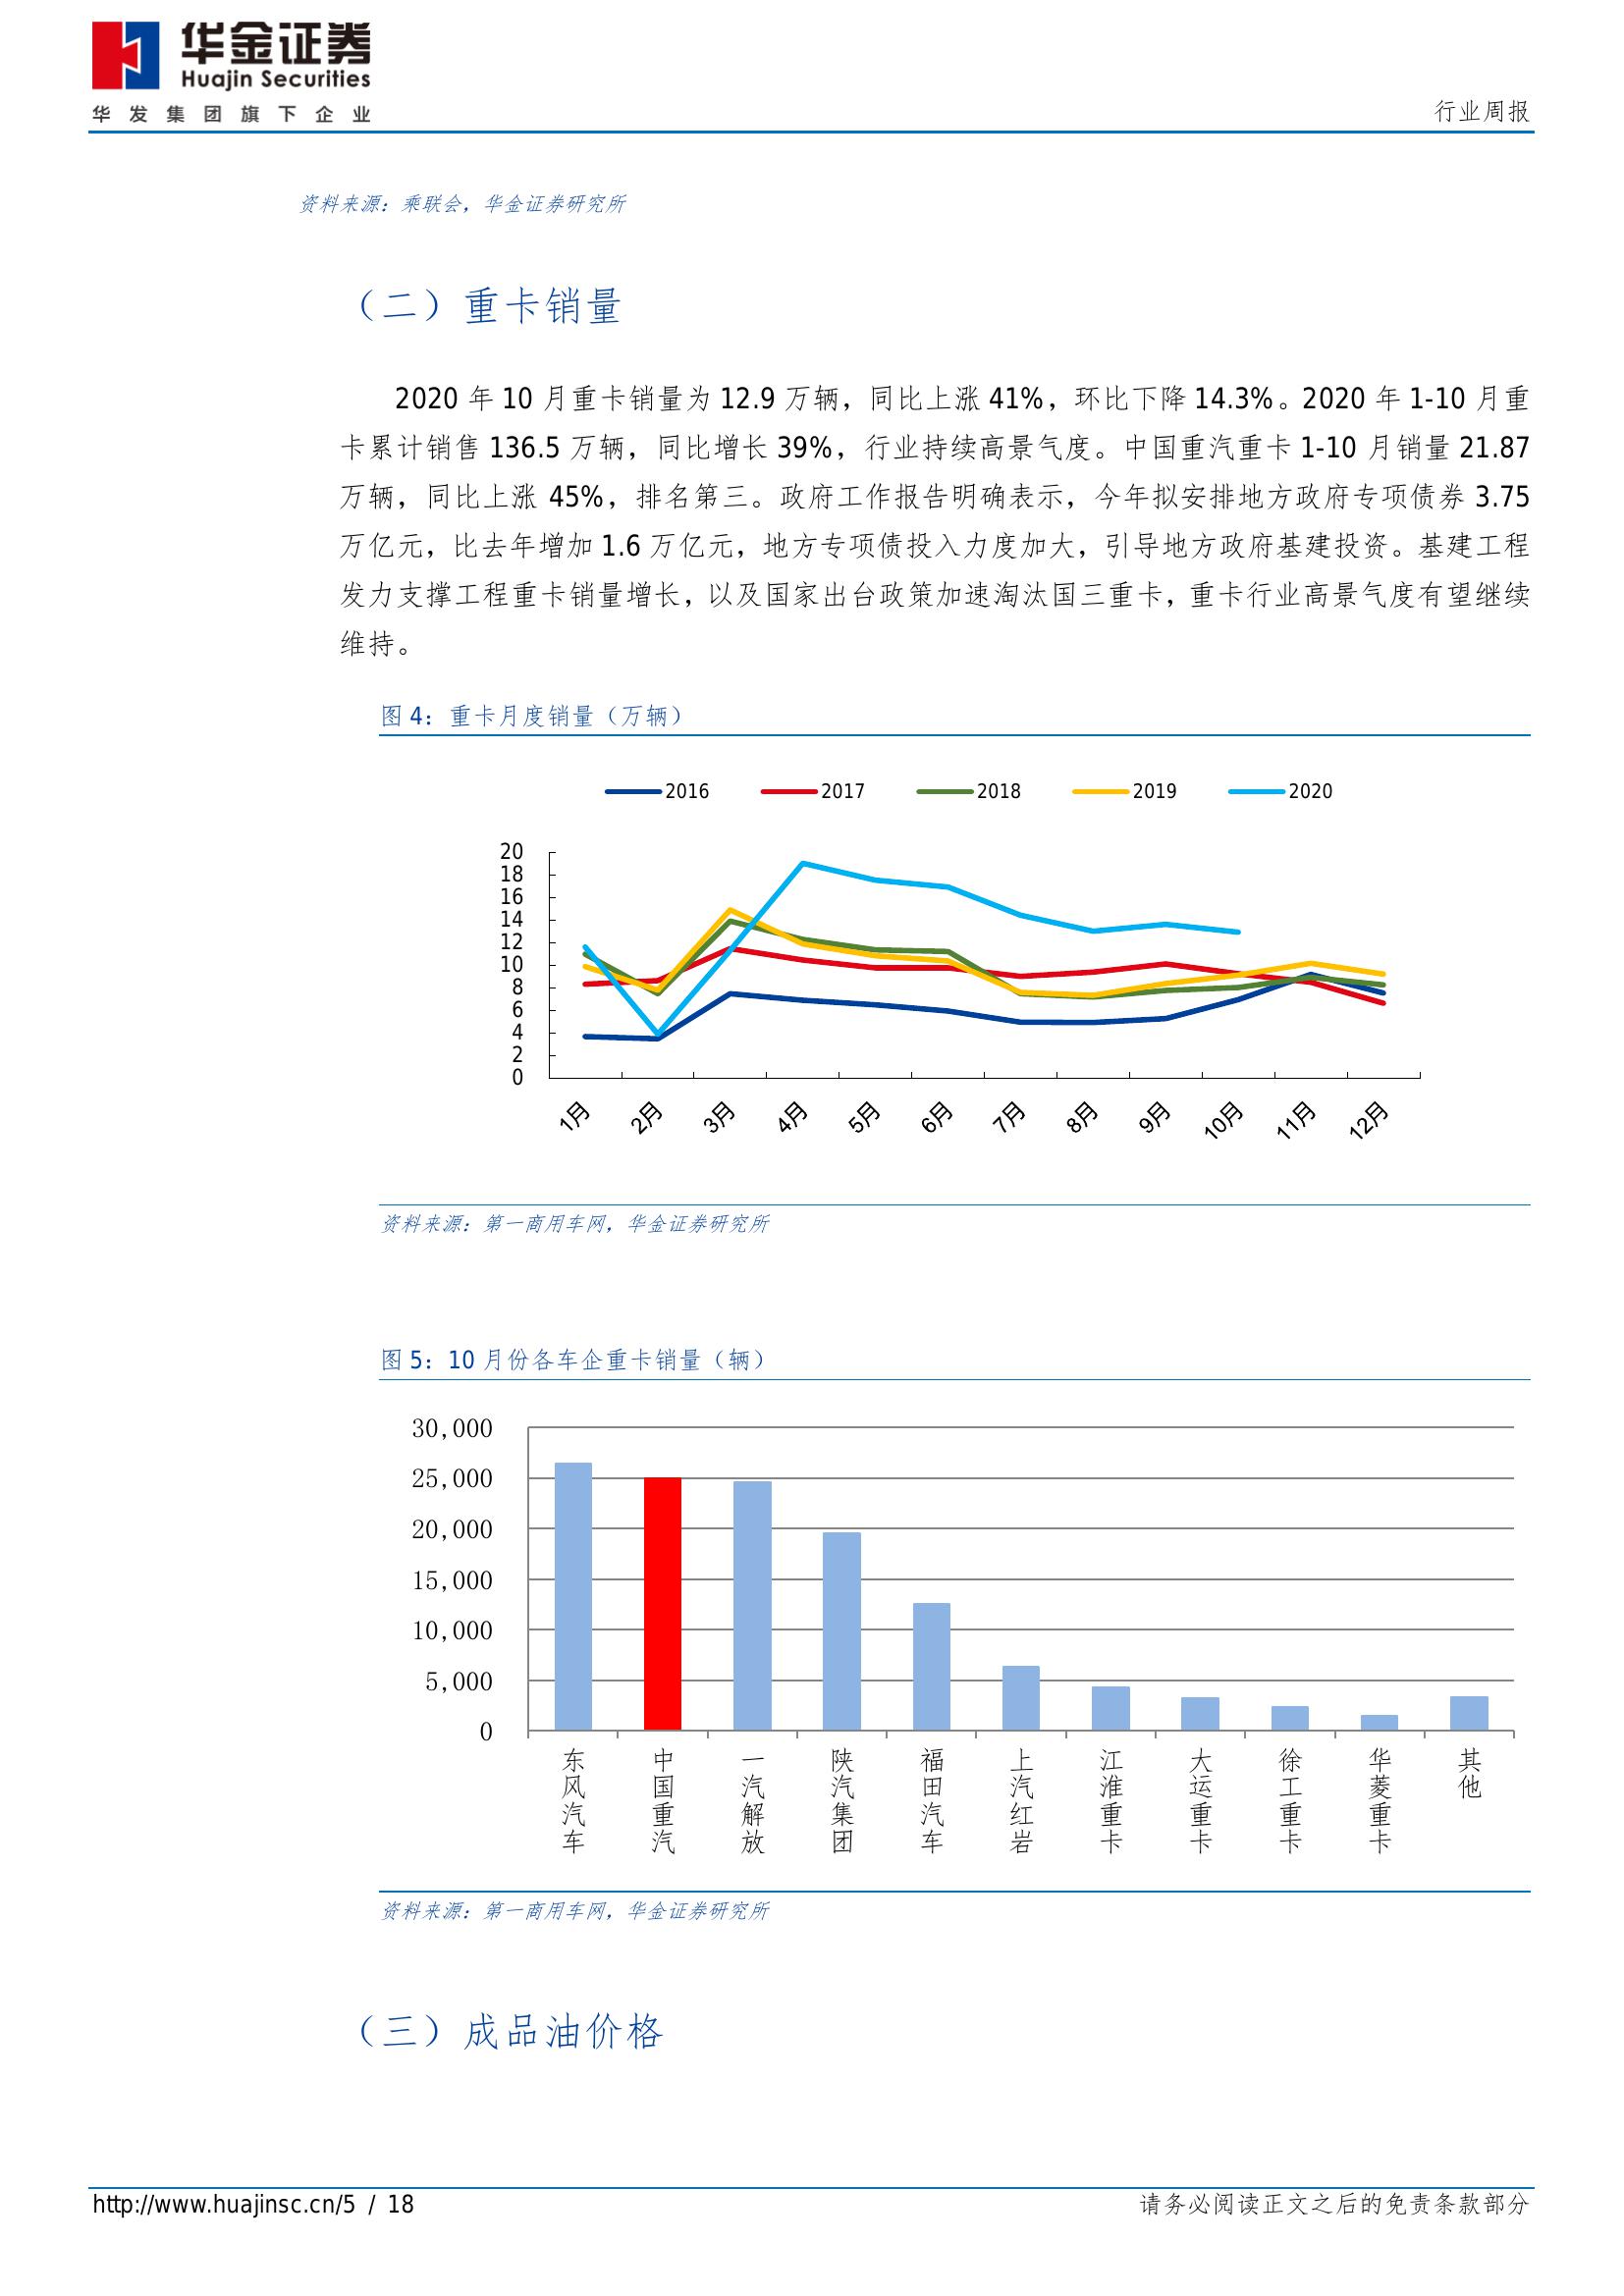 华金证券
Huajin Securities
华发集团旗下企业
行业周报
资料来源：乘联会，华金证券研究所
（二）重卡销量
2020 年 10 月重卡销量为 12.9 万辆，同比上涨 41%，环比下降 14.3%。2020 年 1-10 月重
卡累计销售 136.5 万辆，同比增长 39%，行业持续高景气度。中国重汽重卡 1-10 月销量 21.87
万辆，同比上涨 45%，排名第三。政府工作报告明确表示，今年拟安排地方政府专项债券 3.75
万亿元，比去年增加 1.6 万亿元，地方专项债投入力度加大，引导地方政府基建投资。基建工程
发力支撑工程重卡销量增长，以及国家出台政策加速淘汰国三重卡，重卡行业高景气度有望继续
维持。
图 4：重卡月度销量（万辆）
2016 2017 2018 2019 2020
20
18
16
14
12
10
8
6
4
2
0
1月 2月 3月 4月 5月 6月 7月 8月 9月 10月 11月 12月
资料来源：第一商用车网，华金证券研究所
图 5：10 月份各车企重卡销量（辆）
30,000
25,000
20,000
15,000
10,000
5,000
0
东风汽车 中国重汽 一汽解放 陕汽集团 福田汽车 上汽红岩 江淮重卡 大运重卡 徐工重卡 华菱重卡 其他
资料来源：第一商用车网，华金证券研究所
（三）成品油价格
http://www.huajinsc.cn/5 / 18
请务必阅读正文之后的免责条款部分